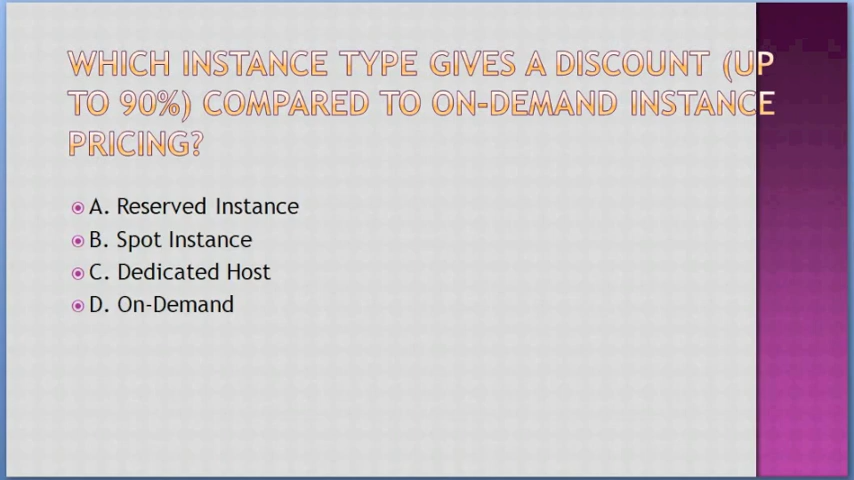 WHICH INSTANCE TYPE GIVES A DISCOUNT (UP
TO 90%) COMPARED TO ON-DEMAND INSTANCE
PRICING?
A. Reserved Instance
B. Spot Instance
C. Dedicated Host
D. On-Demand